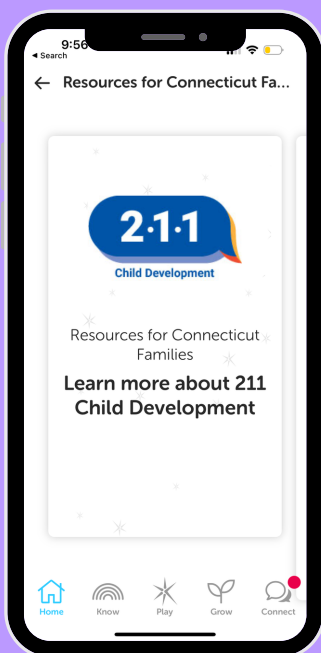 9:56
◀ Search
← Resources for Connecticut Fa...
2·1·1
Child Development
Resources for Connecticut
Families
Learn more about 211
Child Development
Home Know Play Grow Connect